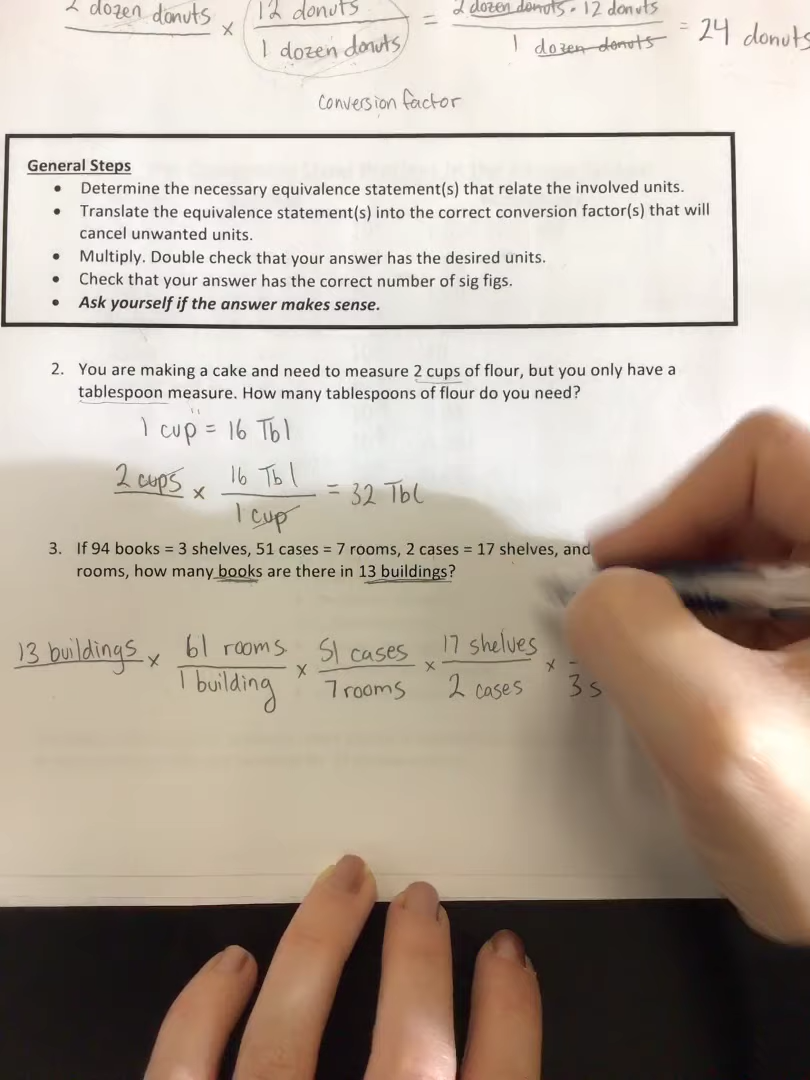 2 dozen donuts × 12 donuts / 1 dozen donuts = 2 dozen donuts · 12 donuts / 1 dozen donuts = 24 donuts
conversion factor
General Steps
• Determine the necessary equivalence statement(s) that relate the involved units.
• Translate the equivalence statement(s) into the correct conversion factor(s) that will
cancel unwanted units.
• Multiply. Double check that your answer has the desired units.
• Check that your answer has the correct number of sig figs.
• Ask yourself if the answer makes sense.
2. You are making a cake and need to measure 2 cups of flour, but you only have a
tablespoon measure. How many tablespoons of flour do you need?
1 cup = 16 Tbl
2 cups × 16 Tbl / 1 cup = 32 Tbl
3. If 94 books = 3 shelves, 51 cases = 7 rooms, 2 cases = 17 shelves, and
rooms, how many books are there in 13 buildings?
13 buildings × 61 rooms / 1 building × 51 cases / 7 rooms × 17 shelves / 2 cases × 3 s